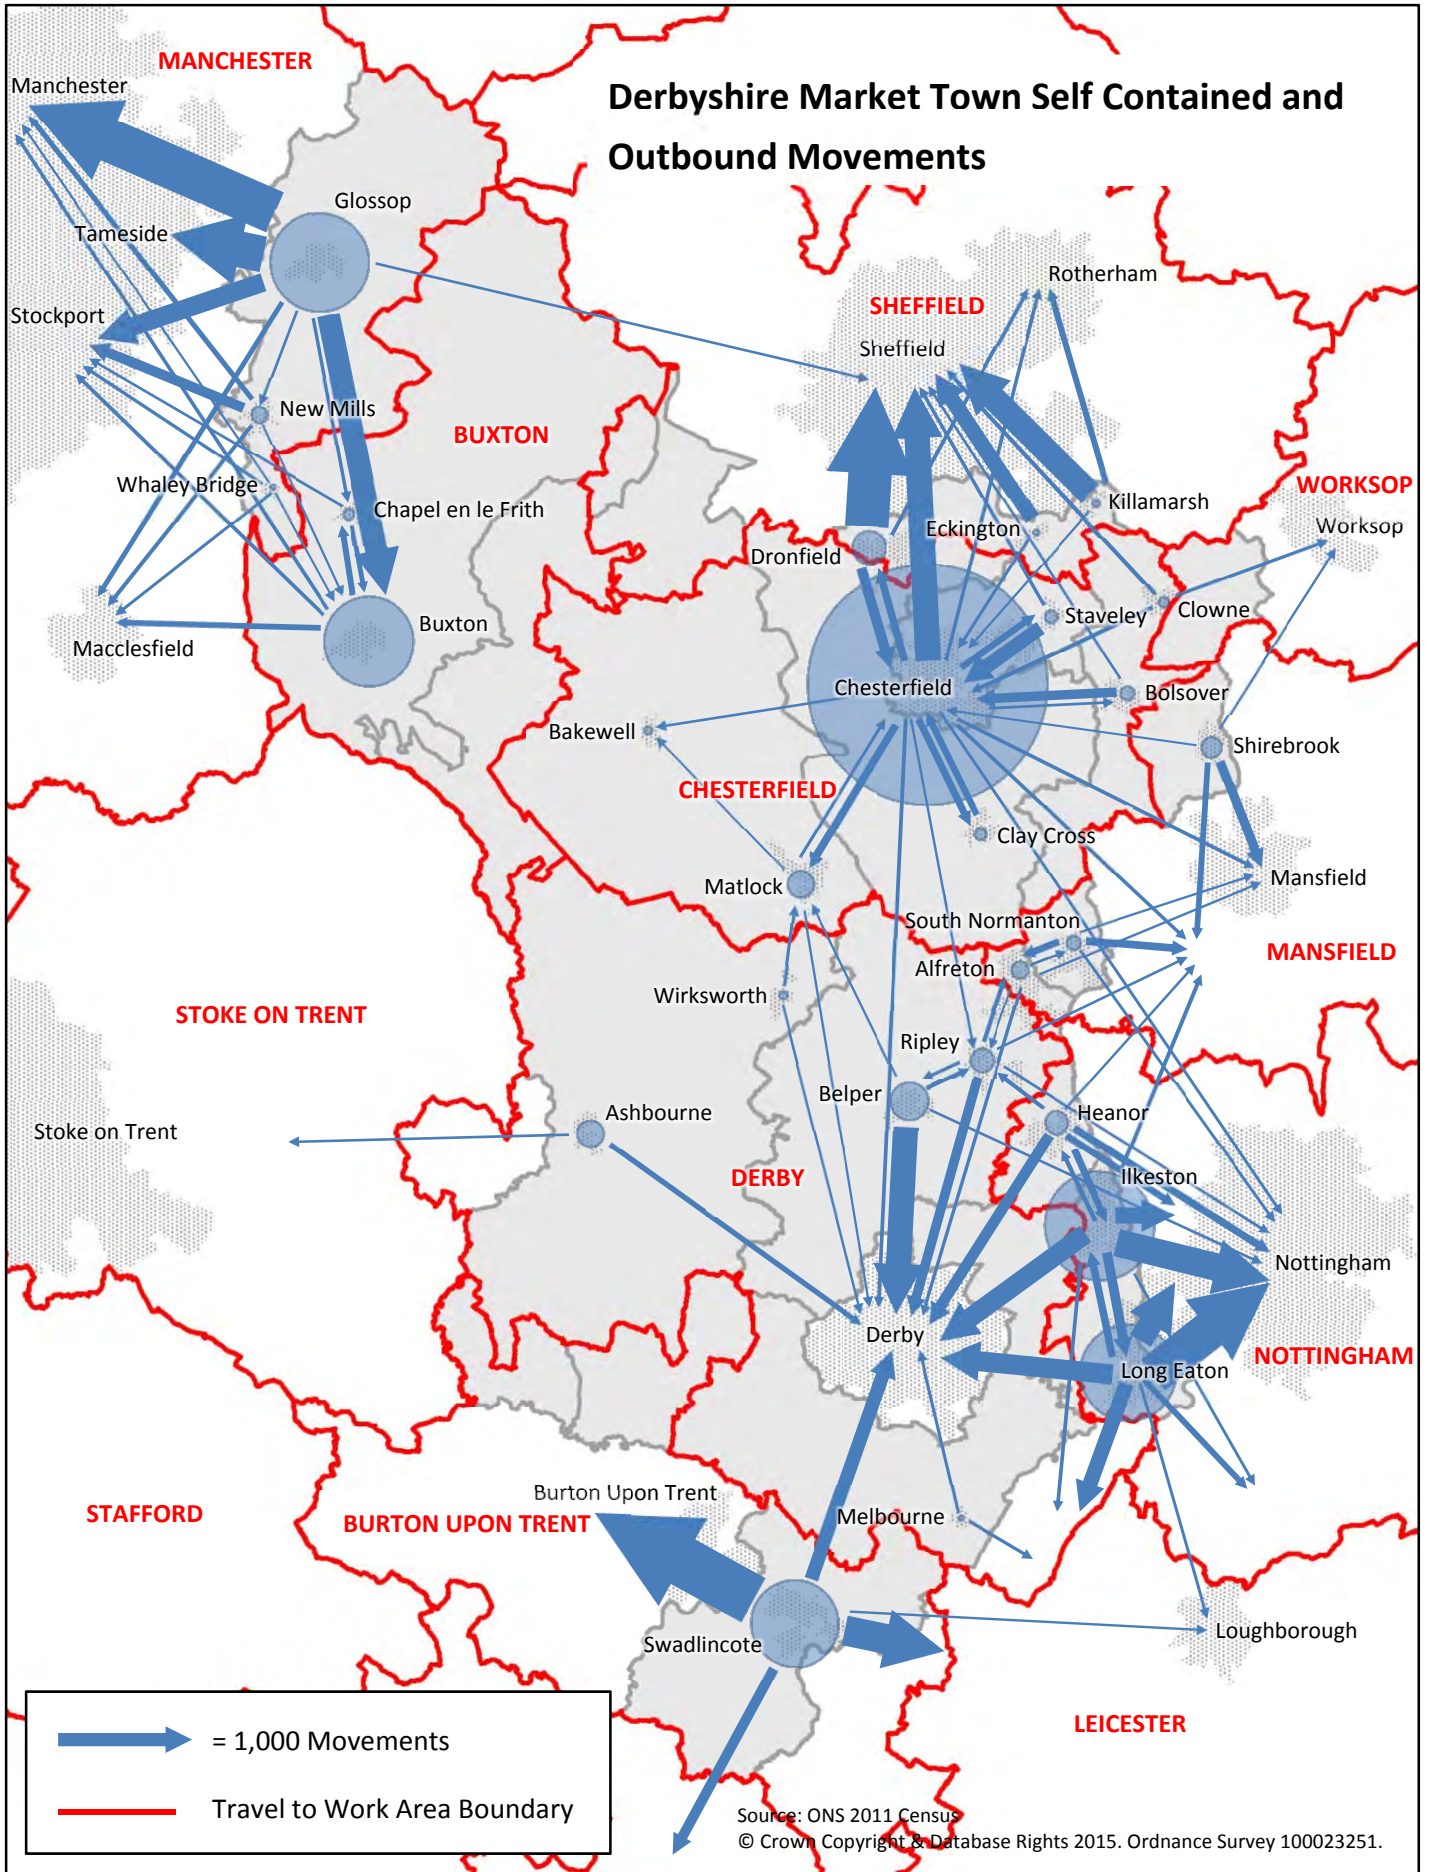 MANCHESTER
Manchester
Derbyshire Market Town Self Contained and
Outbound Movements
Glossop
Tameside
Rotherham
SHEFFIELD
Stockport
Sheffield
New Mills
BUXTON
Whaley Bridge
WORKSOP
Killamarsh
Chapel en le Frith
Eckington
Worksop
Dronfield
Clowne
Staveley
Buxton
Macclesfield
Chesterfield
Bolsover
Bakewell
Shirebrook
CHESTERFIELD
Clay Cross
Mansfield
Matlock
South Normanton
MANSFIELD
Alfreton
Wirksworth
STOKE ON TRENT
Ripley
Belper
Ashbourne
Heanor
Stoke on Trent
DERBY
Ilkeston
Nottingham
Derby
NOTTINGHAM
Long Eaton
Burton Upon Trent
STAFFORD
BURTON UPON TRENT
Melbourne
Swadlincote
Loughborough
LEICESTER
= 1,000 Movements
Travel to Work Area Boundary
Source: ONS 2011 Census
© Crown Copyright & Database Rights 2015. Ordnance Survey 100023251.